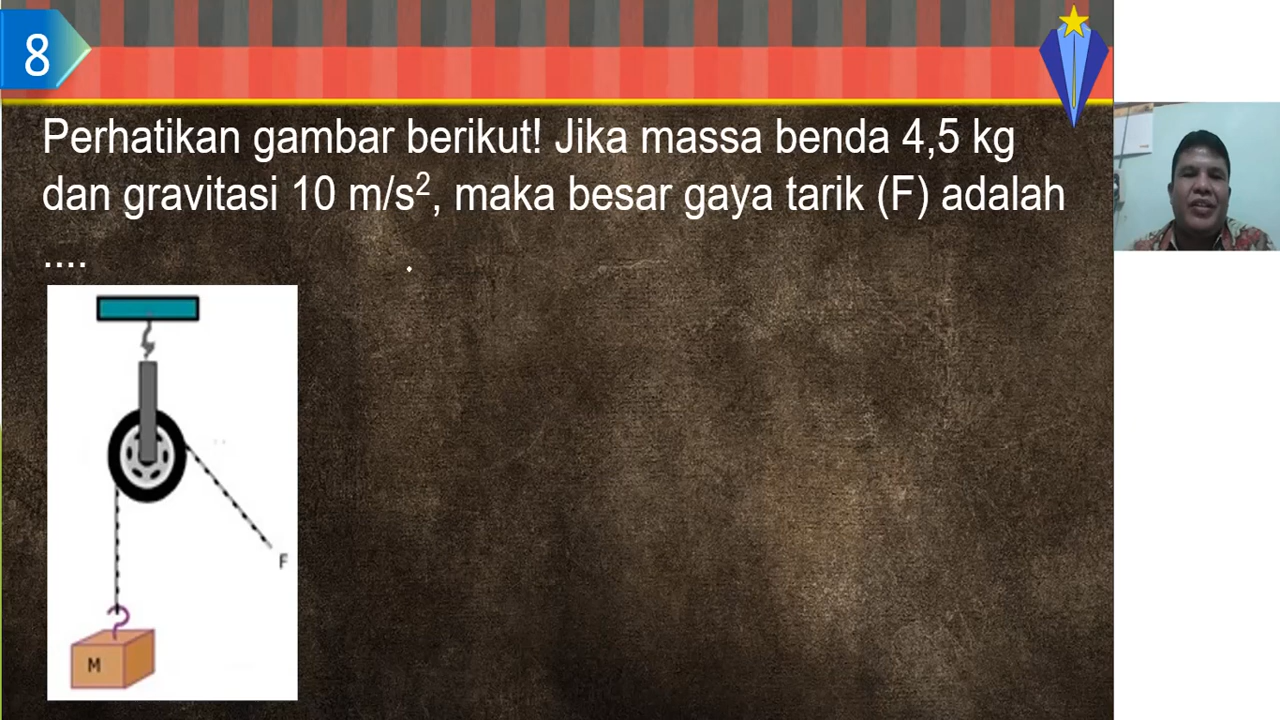 8
Perhatikan gambar berikut! Jika massa benda 4,5 kg
dan gravitasi 10 m/s², maka besar gaya tarik (F) adalah
....
F
M